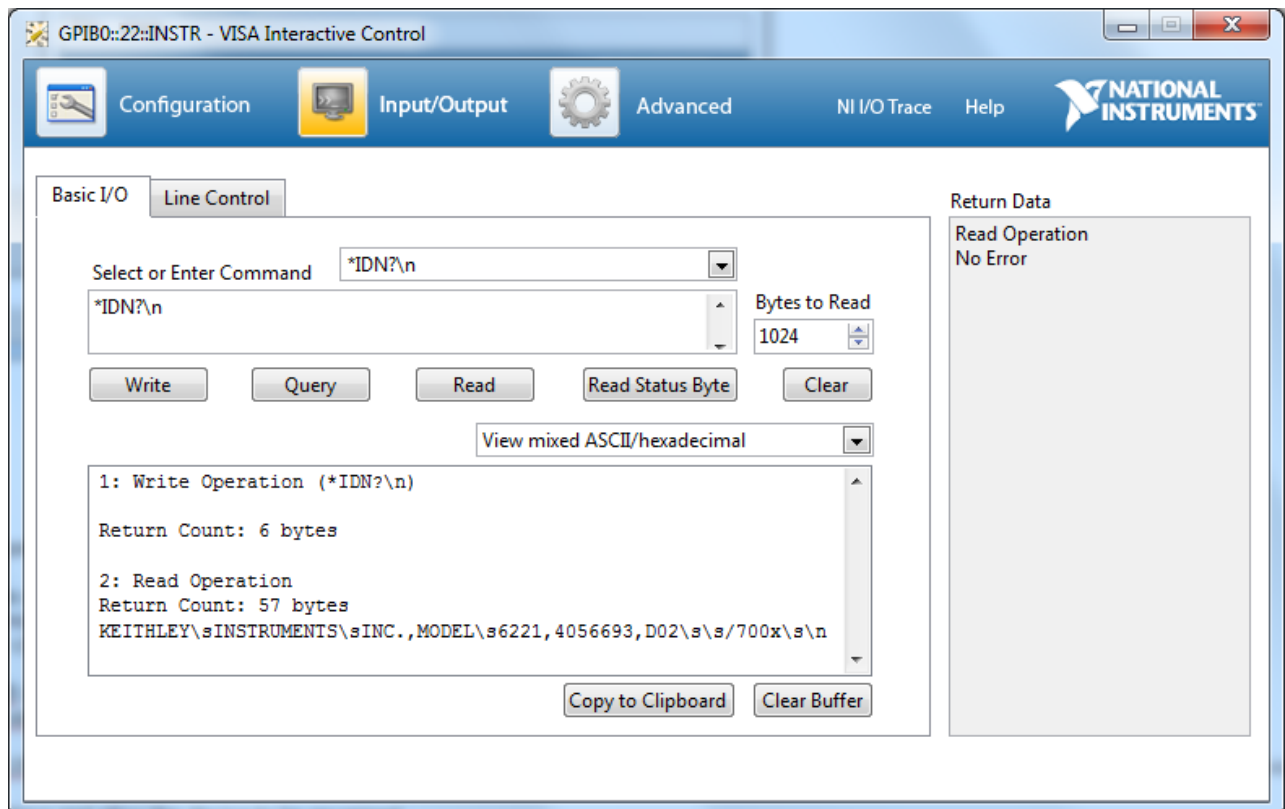 GPIB0::22::INSTR - VISA Interactive Control
Configuration Input/Output Advanced NI I/O Trace Help NATIONAL INSTRUMENTS
Basic I/O Line Control
Select or Enter Command *IDN?\n
*IDN?\n
Bytes to Read
1024
Write Query Read Read Status Byte Clear
View mixed ASCII/hexadecimal
1: Write Operation (*IDN?\n)
Return Count: 6 bytes
2: Read Operation
Return Count: 57 bytes
KEITHLEY\sINSTRUMENTS\sINC.,MODEL\s6221,4056693,D02\s\s/700x\s\n
Copy to Clipboard Clear Buffer
Return Data
Read Operation
No Error